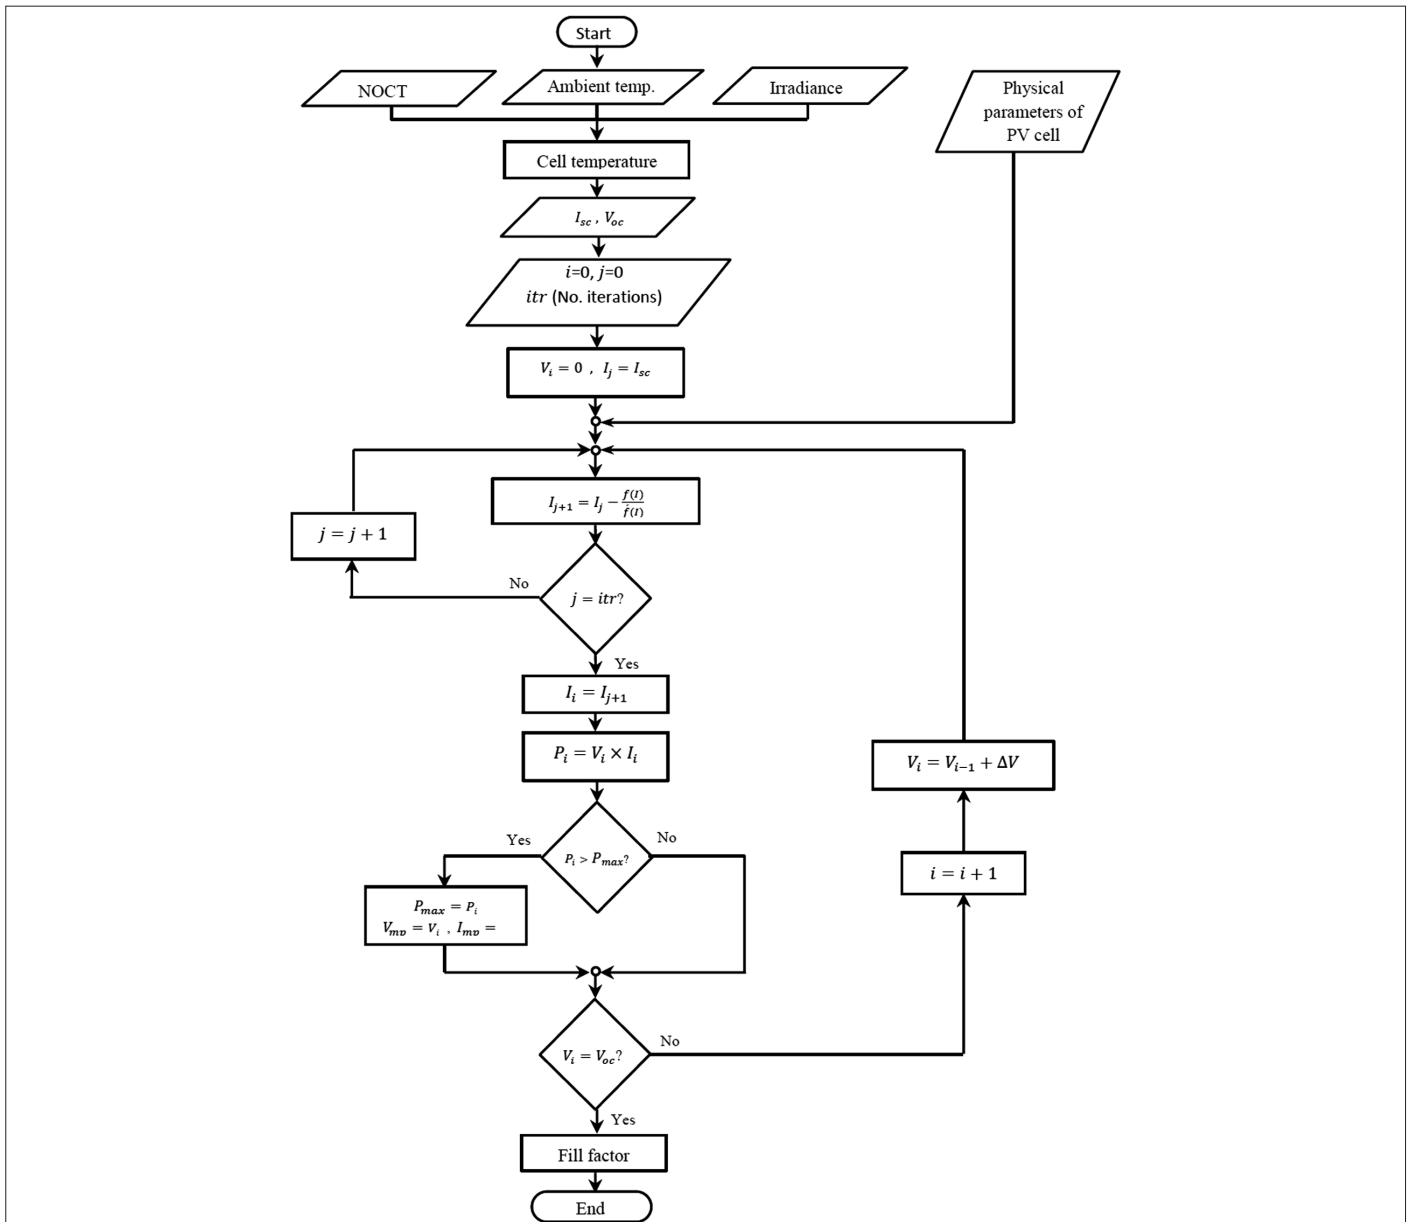 Start
NOCT
Ambient temp.
Irradiance
Physical
parameters of
PV cell
Cell temperature
I_sc , V_oc
i=0, j=0
itr (No. iterations)
V_i = 0 , I_j = I_sc
I_{j+1} = I_j − f(I)/f́(I)
j = j + 1
No
j = itr?
Yes
I_i = I_{j+1}
P_i = V_i × I_i
V_i = V_{i−1} + ΔV
Yes
No
P_i > P_max?
i = i + 1
P_max = P_i
V_mp = V_i , I_mp =
No
V_i = V_oc?
Yes
Fill factor
End